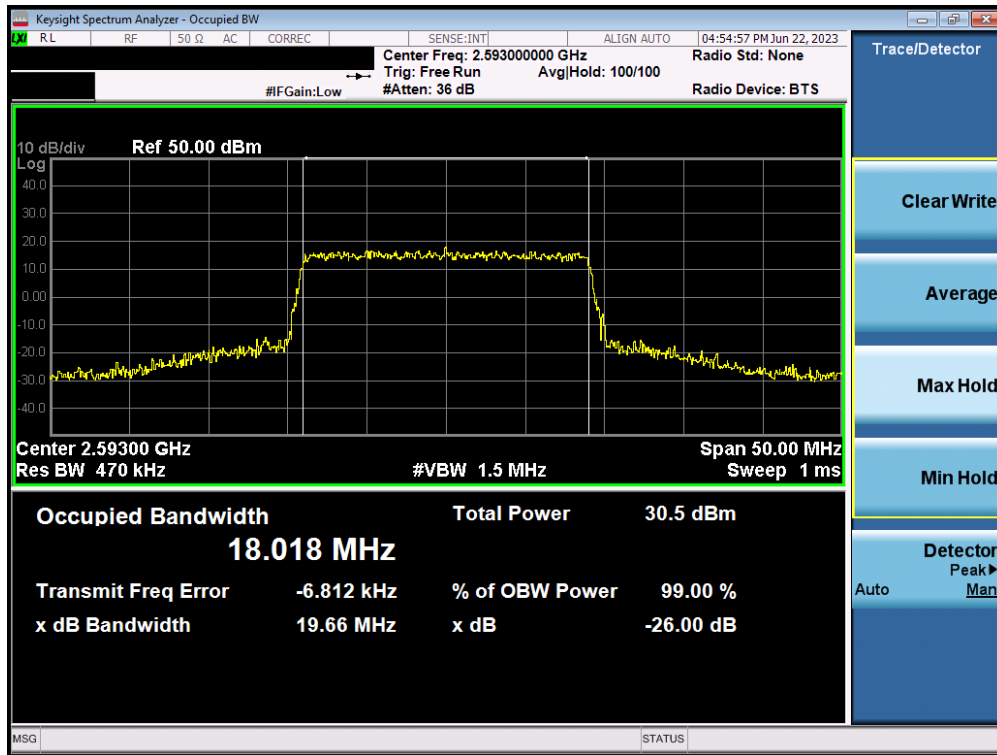 Keysight Spectrum Analyzer - Occupied BW
LXI RL RF 50 Ω AC CORREC SENSE:INT ALIGN AUTO 04:54:57 PM Jun 22, 2023
Center Freq: 2.593000000 GHz Radio Std: None
Trig: Free Run Avg|Hold: 100/100
#IFGain:Low #Atten: 36 dB Radio Device: BTS
10 dB/div Ref 50.00 dBm
Log
40.0
30.0
20.0
10.0
0.00
-10.0
-20.0
-30.0
-40.0
Center 2.59300 GHz Span 50.00 MHz
Res BW 470 kHz #VBW 1.5 MHz Sweep 1 ms
Occupied Bandwidth Total Power 30.5 dBm
18.018 MHz
Transmit Freq Error -6.812 kHz % of OBW Power 99.00 %
x dB Bandwidth 19.66 MHz x dB -26.00 dB
MSG STATUS
Trace/Detector
Clear Write
Average
Max Hold
Min Hold
Detector
Peak▶
Auto Man